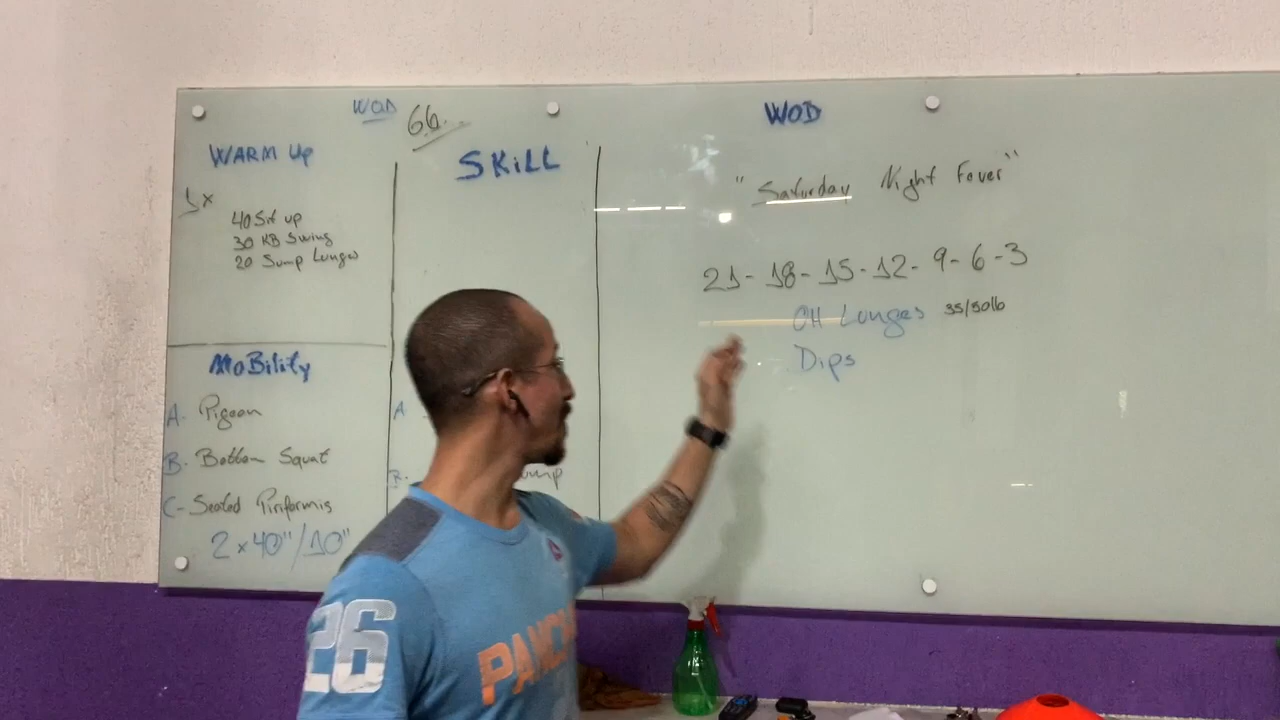 WOD 66...
WARM Up
1x
40 Sit up
30 KB Swing
20 Jump Lunges
MoBility
A. Pigeon
B. Bottom Squat
C- Seated Piriformis
2 x 40" / 10"
SKiLL
A
B.
WOD
"Saturday Night Fever"
21 - 18 - 15 - 12 - 9 - 6 - 3
OH Lunges 35/50lb
Dips
26